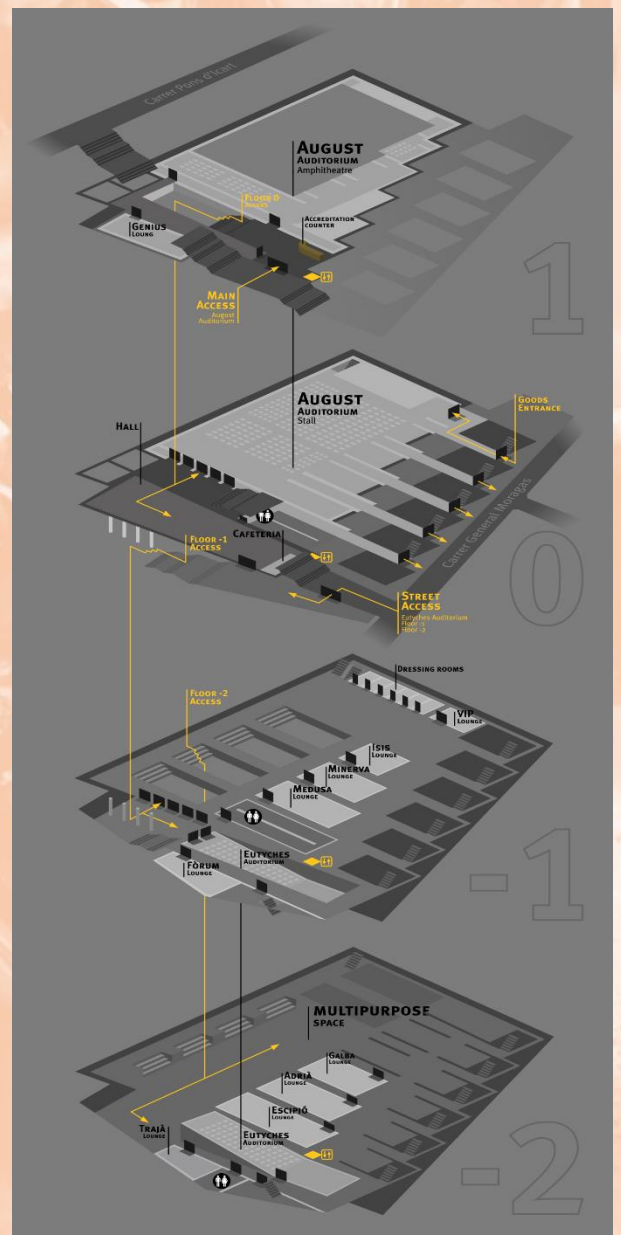 Carrer Pons d'Icart
August
Auditorium
Amphitheatre
Floor 0
Access
Accreditation
counter
Genius
Loung
Main
Access
August
Auditorium
1
August
Auditorium
Stall
Goods
Entrance
Hall
Cafeteria
Floor -1
Access
Carrer General Moragas
Street
Access
Eutyches Auditorium
Floor -1
Floor -2
0
Dressing rooms
VIP
Lounge
Floor -2
Access
Isis
Lounge
Minerva
Lounge
Medusa
Lounge
Eutyches
Auditorium
Fòrum
Lounge
-1
Multipurpose
space
Galba
Lounge
Adrià
Lounge
Escipió
Lounge
Trajà
Lounge
Eutyches
Auditorium
-2